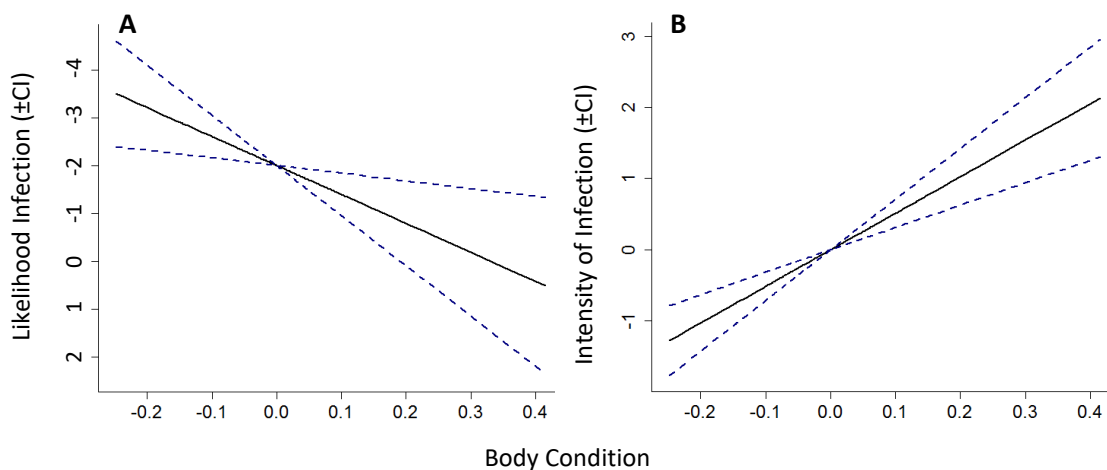 A
B
Likelihood Infection (±CI)
-4
-3
-2
-1
0
1
2
-0.2 -0.1 0.0 0.1 0.2 0.3 0.4
Intensity of Infection (±CI)
3
2
1
0
-1
-0.2 -0.1 0.0 0.1 0.2 0.3 0.4
Body Condition